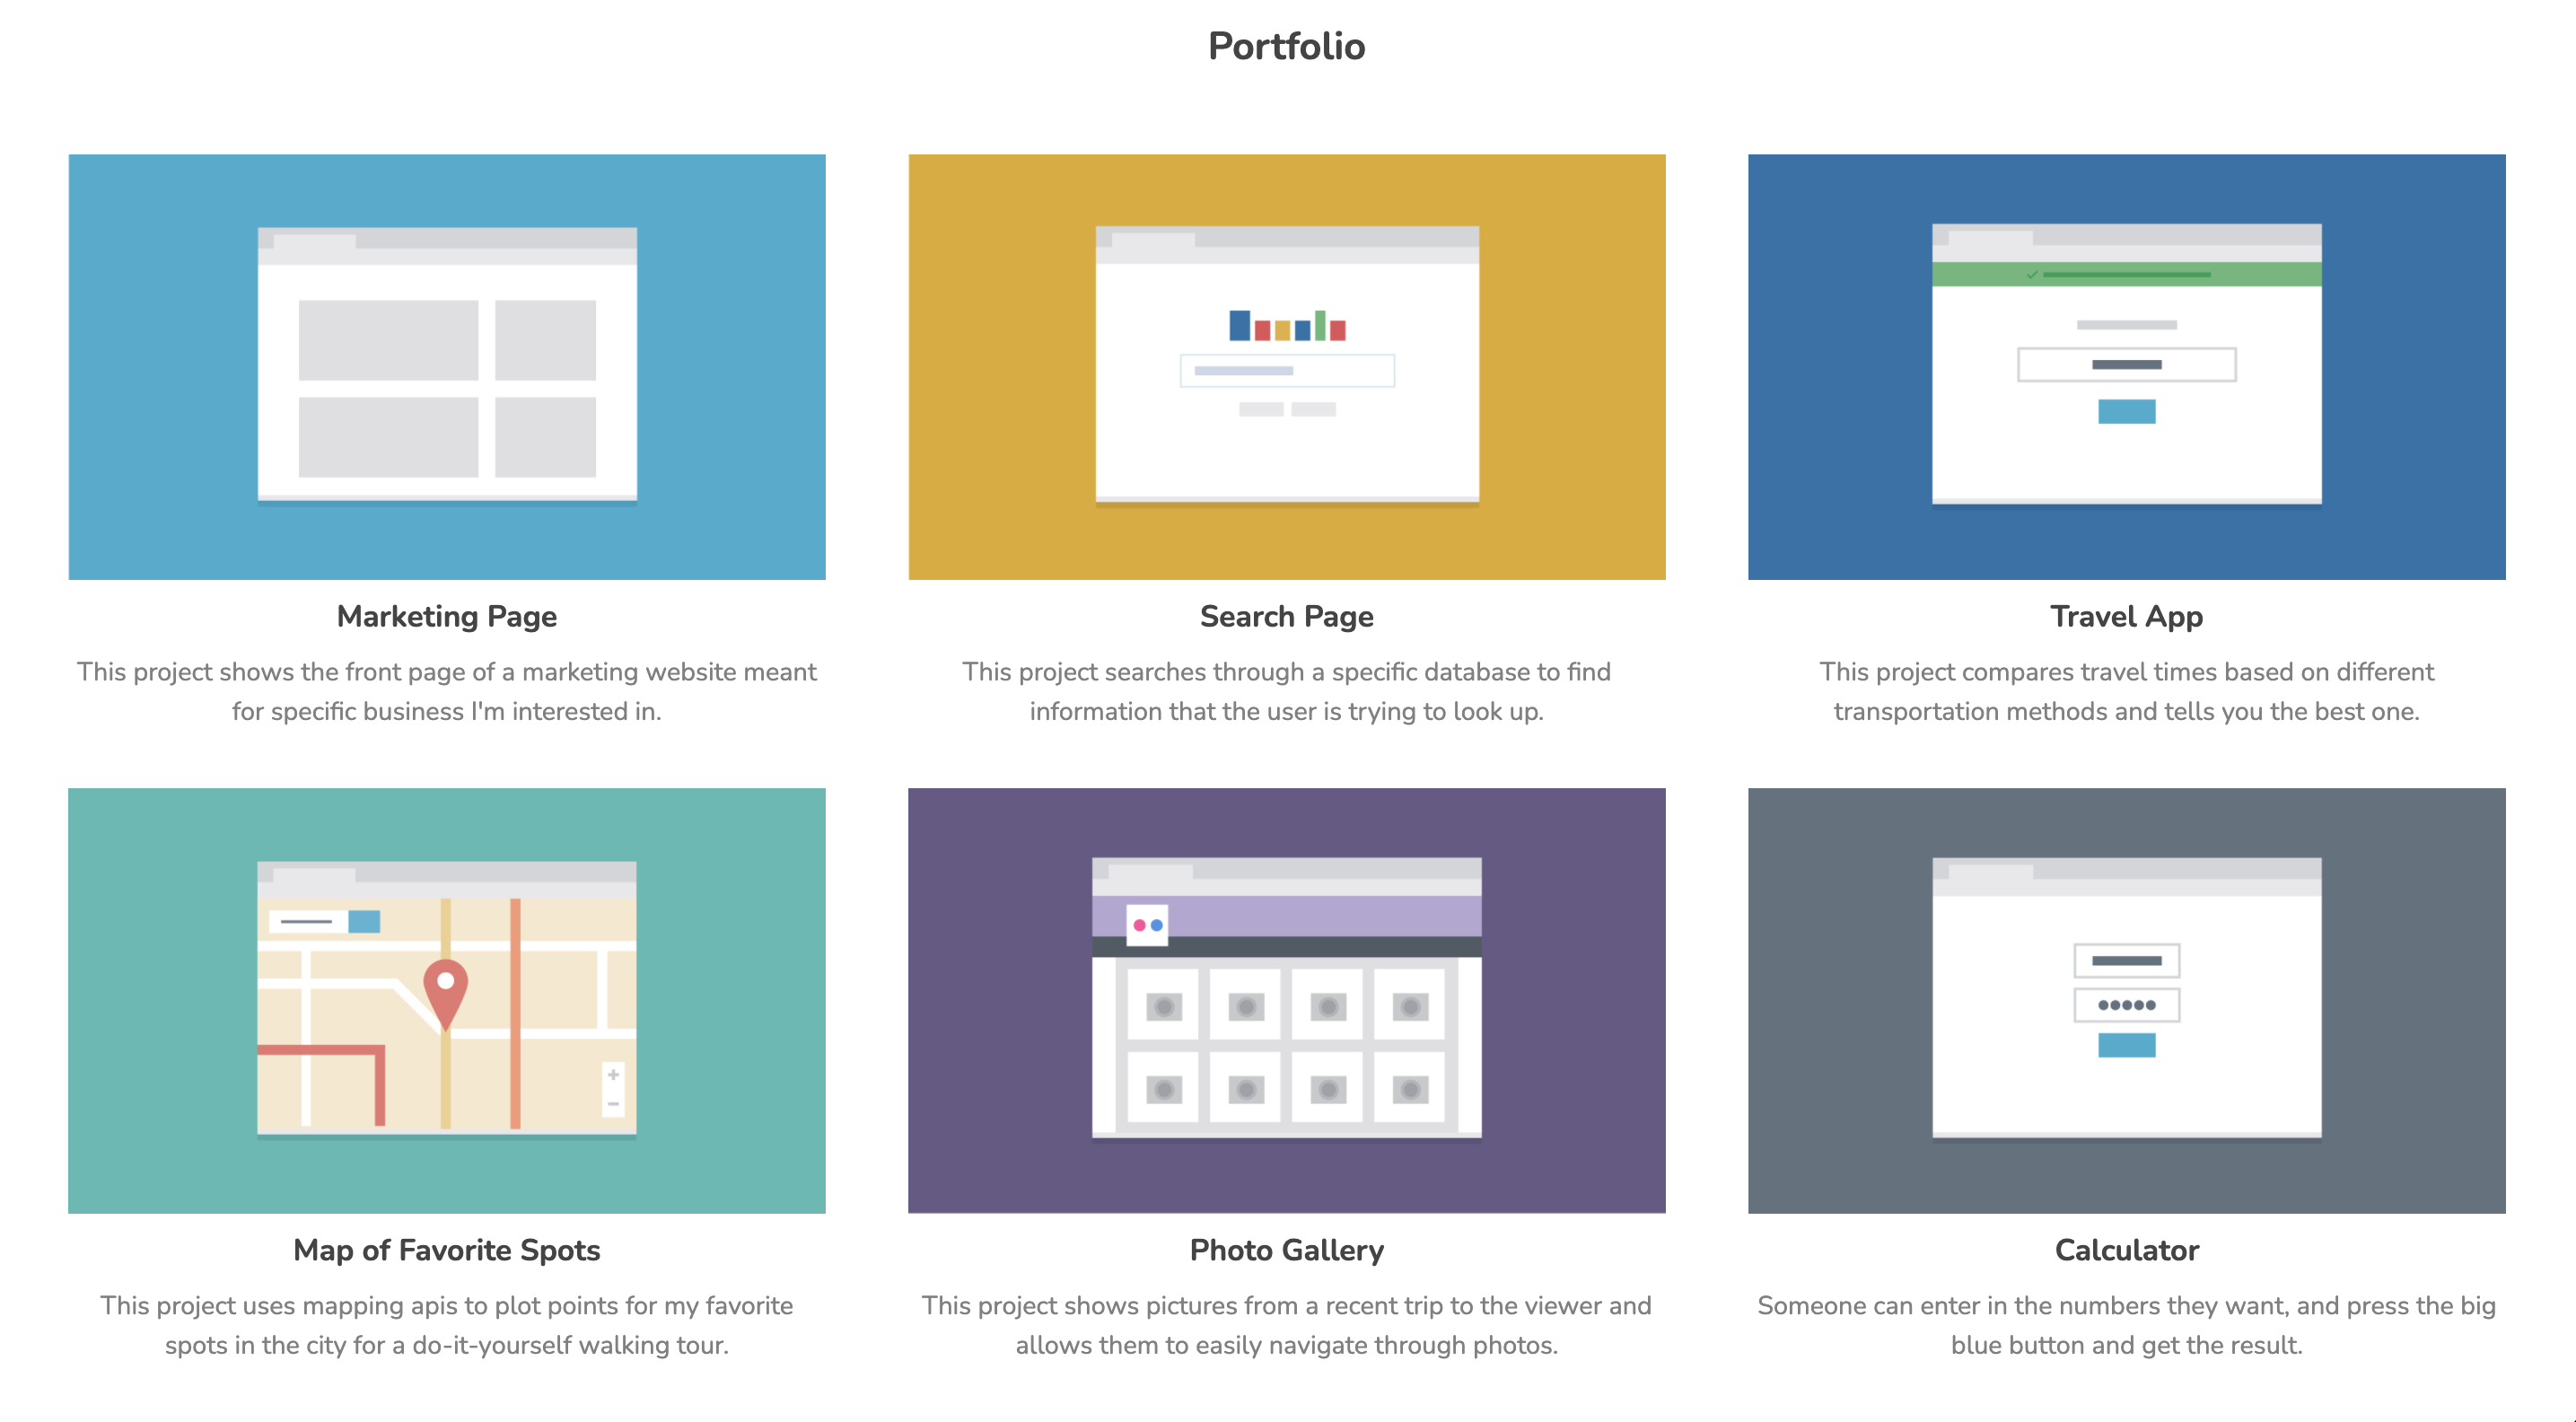 Portfolio
Marketing Page
This project shows the front page of a marketing website meant
for specific business I'm interested in.
Search Page
This project searches through a specific database to find
information that the user is trying to look up.
Travel App
This project compares travel times based on different
transportation methods and tells you the best one.
Map of Favorite Spots
This project uses mapping apis to plot points for my favorite
spots in the city for a do-it-yourself walking tour.
Photo Gallery
This project shows pictures from a recent trip to the viewer and
allows them to easily navigate through photos.
Calculator
Someone can enter in the numbers they want, and press the big
blue button and get the result.